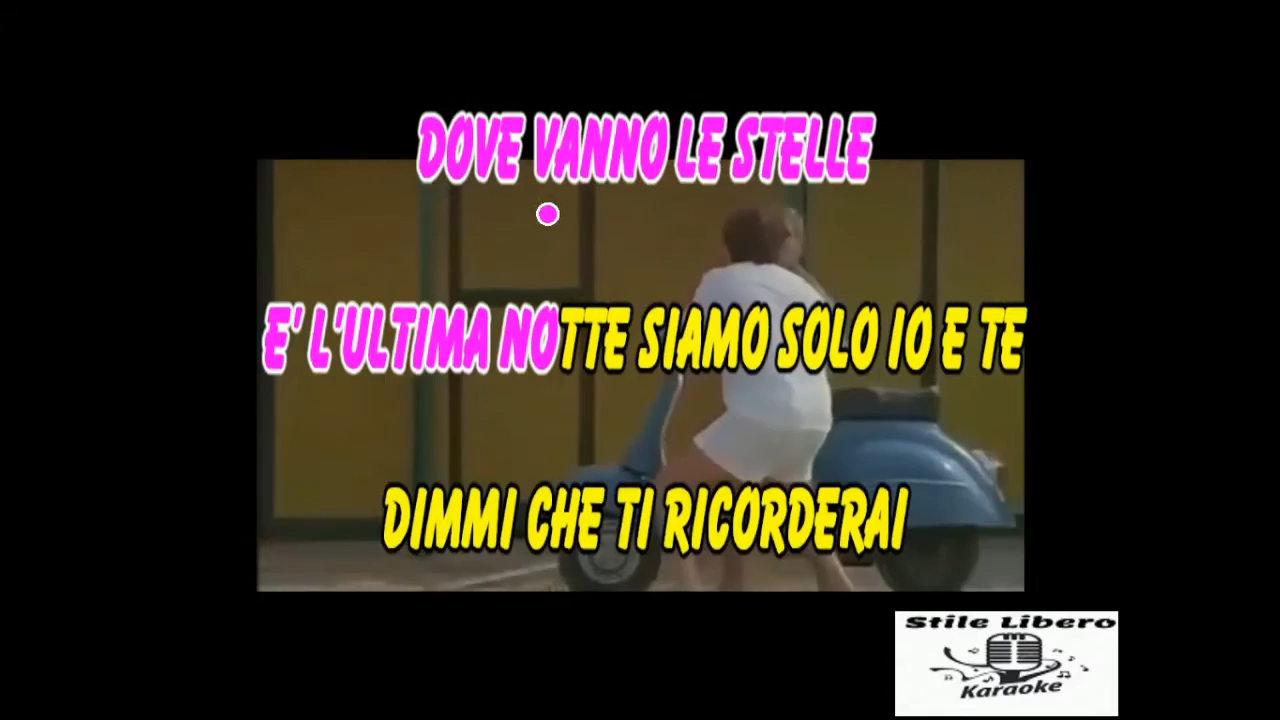 DOVE VANNO LE STELLE
E' L'ULTIMA NOTTE SIAMO SOLO IO E TE
DIMMI CHE TI RICORDERAI
Stile Libero
Karaoke